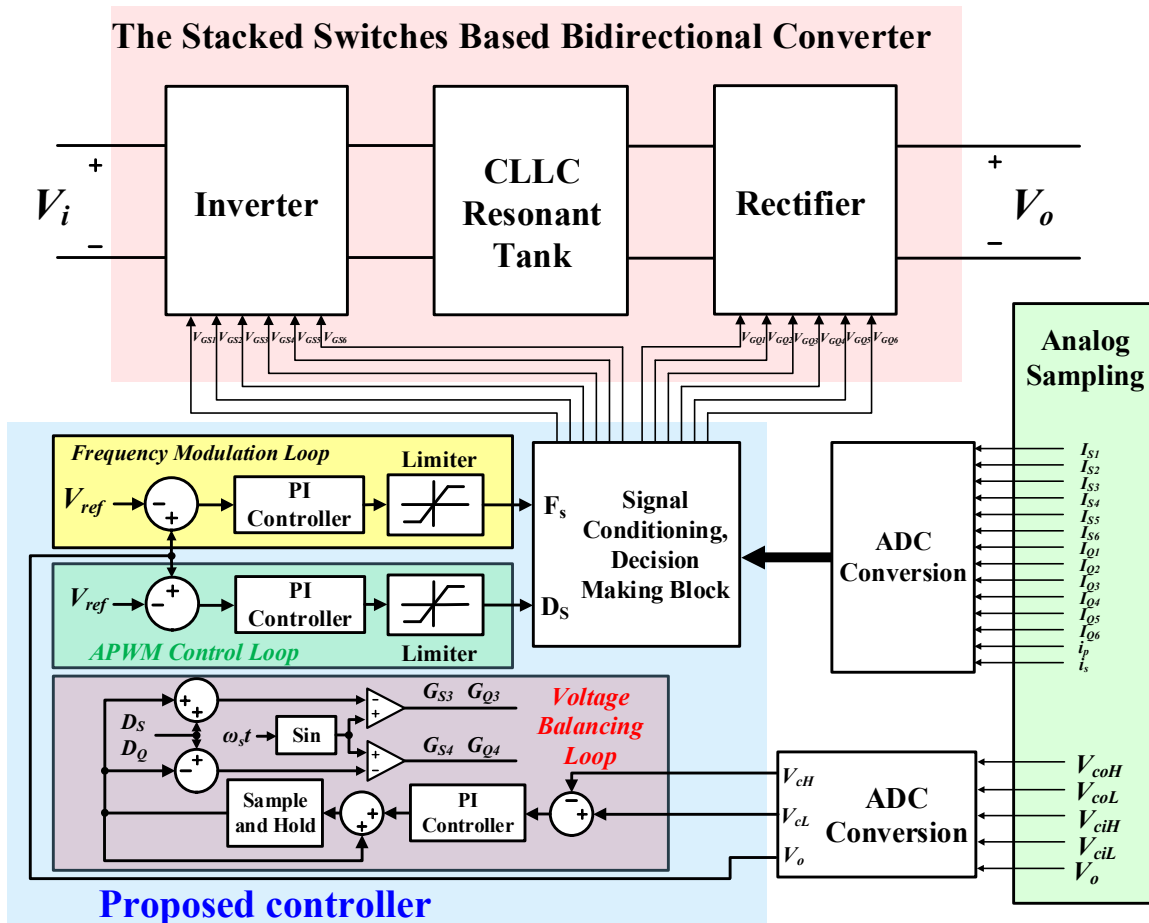 The Stacked Switches Based Bidirectional Converter
V_i
+
−
Inverter
CLLC
Resonant
Tank
Rectifier
+
−
V_o
V_GS1 V_GS2 V_GS3 V_GS4 V_GS5 V_GS6
V_GQ1 V_GQ2 V_GQ3 V_GQ4 V_GQ5 V_GQ6
Analog
Sampling
Frequency Modulation Loop
Limiter
V_ref
−
+
PI
Controller
F_s
V_ref
−
+
PI
Controller
D_S
APWM Control Loop
Limiter
Signal
Conditioning,
Decision
Making Block
ADC
Conversion
I_S1
I_S2
I_S3
I_S4
I_S5
I_S6
I_Q1
I_Q2
I_Q3
I_Q4
I_Q5
I_Q6
i_p
i_s
Voltage
Balancing
Loop
+
+
D_S
D_Q
−
+
ω_s t
Sin
−
+
G_S3 G_Q3
+
−
G_S4 G_Q4
Sample
and Hold
+
+
PI
Controller
−
+
V_cH
V_cL
V_o
ADC
Conversion
V_coH
V_coL
V_ciH
V_ciL
V_o
Proposed controller